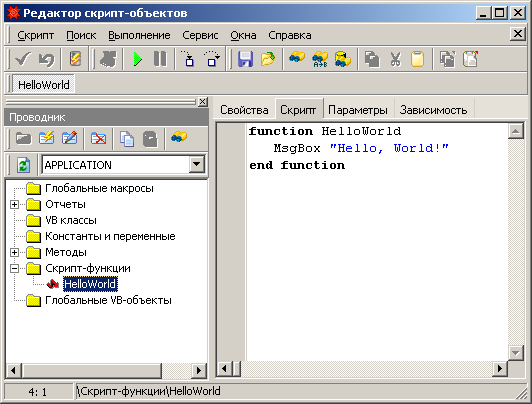 Редактор скрипт-объектов
Скрипт Поиск Выполнение Сервис Окна Справка
HelloWorld
Проводник
APPLICATION
Глобальные макросы
Отчеты
VB классы
Константы и переменные
Методы
Скрипт-функции
HelloWorld
Глобальные VB-объекты
Свойства Скрипт Параметры Зависимость
function HelloWorld
MsgBox "Hello, World!"
end function
4: 1 \Скрипт-функции\HelloWorld